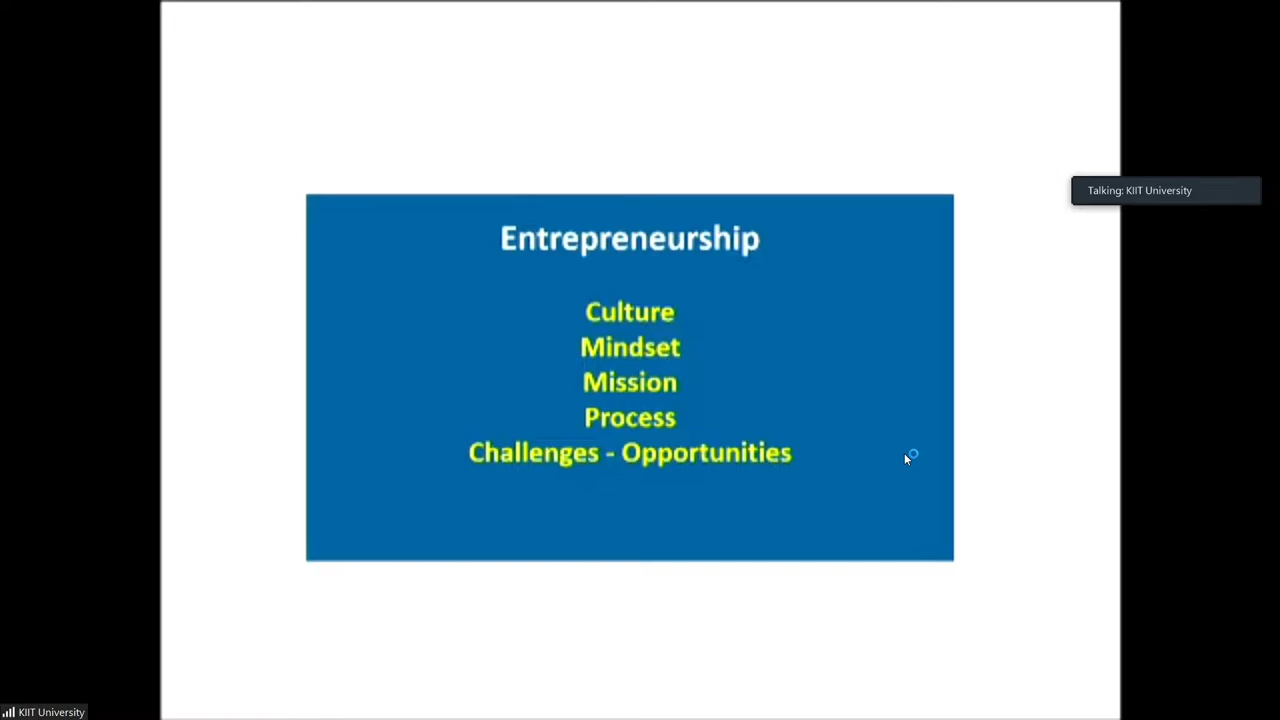 Entrepreneurship
Culture
Mindset
Mission
Process
Challenges - Opportunities
Talking: KIIT University
KIIT University